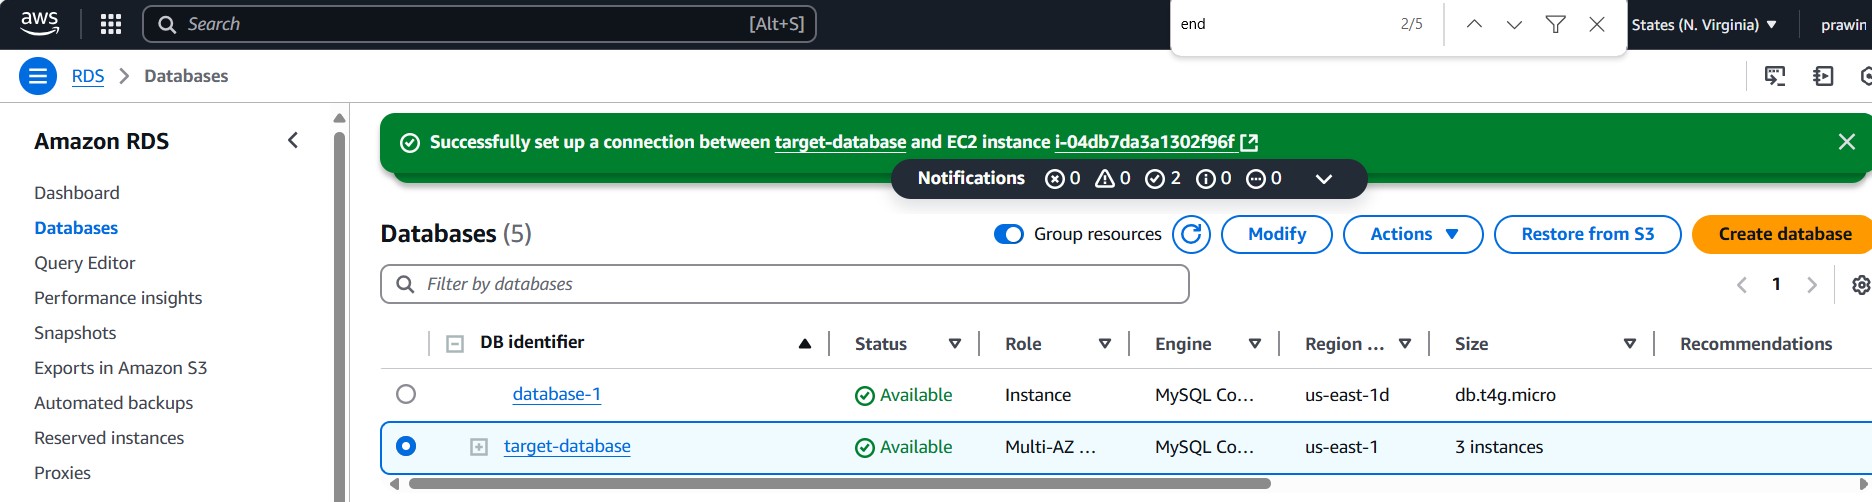 aws
Search [Alt+S]
end 2/5
States (N. Virginia)
prawin
RDS Databases
Amazon RDS
Dashboard
Databases
Query Editor
Performance insights
Snapshots
Exports in Amazon S3
Automated backups
Reserved instances
Proxies
Successfully set up a connection between target-database and EC2 instance i-04db7da3a1302f96f
Notifications 0 0 2 0 0
Databases (5)
Group resources
Modify
Actions
Restore from S3
Create database
Filter by databases
1
DB identifier Status Role Engine Region ... Size Recommendations
database-1 Available Instance MySQL Co... us-east-1d db.t4g.micro
target-database Available Multi-AZ ... MySQL Co... us-east-1 3 instances